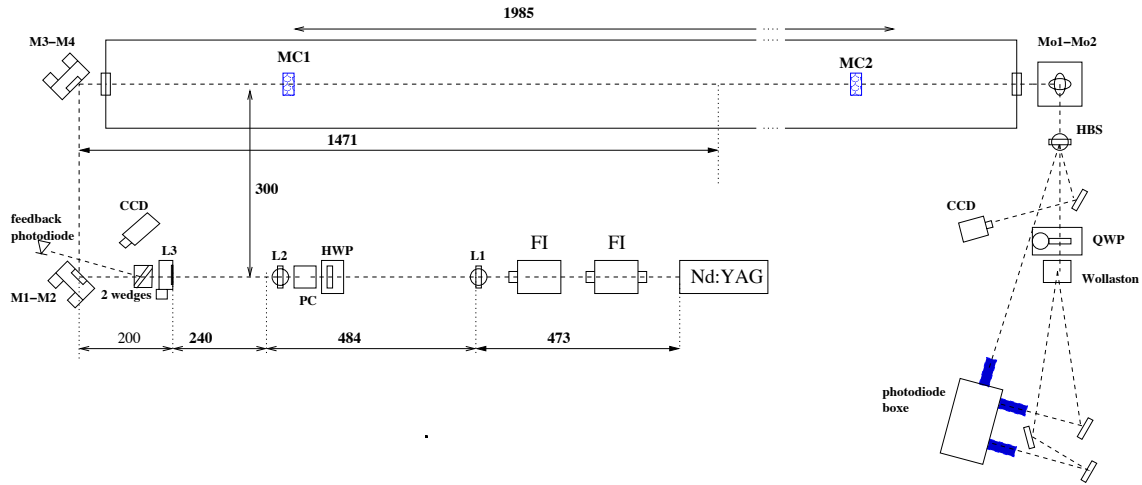 1985
M3–M4
MC1
MC2
Mo1–Mo2
HBS
1471
300
CCD
feedback
photodiode
L3
L2
HWP
L1
FI
FI
Nd:YAG
M1–M2
2 wedges
PC
200
240
484
473
CCD
QWP
Wollaston
photodiode
boxe